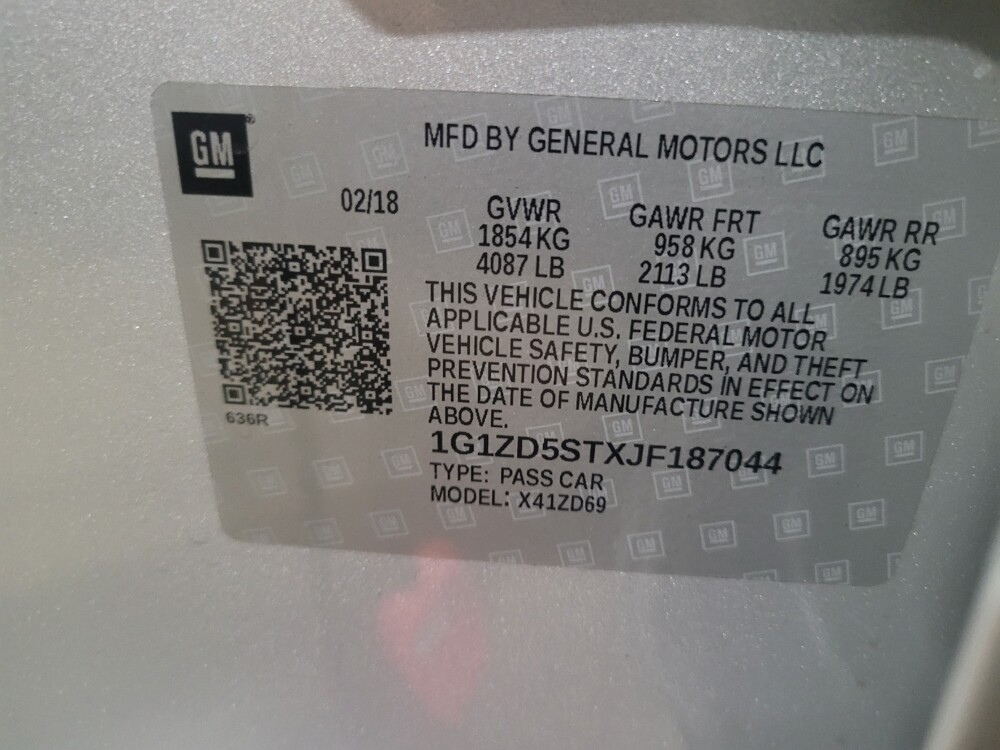 GM
MFD BY GENERAL MOTORS LLC
02/18
GVWR GAWR FRT GAWR RR
1854 KG 958 KG 895 KG
4087 LB 2113 LB 1974 LB
THIS VEHICLE CONFORMS TO ALL
APPLICABLE U.S. FEDERAL MOTOR
VEHICLE SAFETY, BUMPER, AND THEFT
PREVENTION STANDARDS IN EFFECT ON
THE DATE OF MANUFACTURE SHOWN
ABOVE.
636R
1G1ZD5STXJF187044
TYPE: PASS CAR
MODEL: X41ZD69